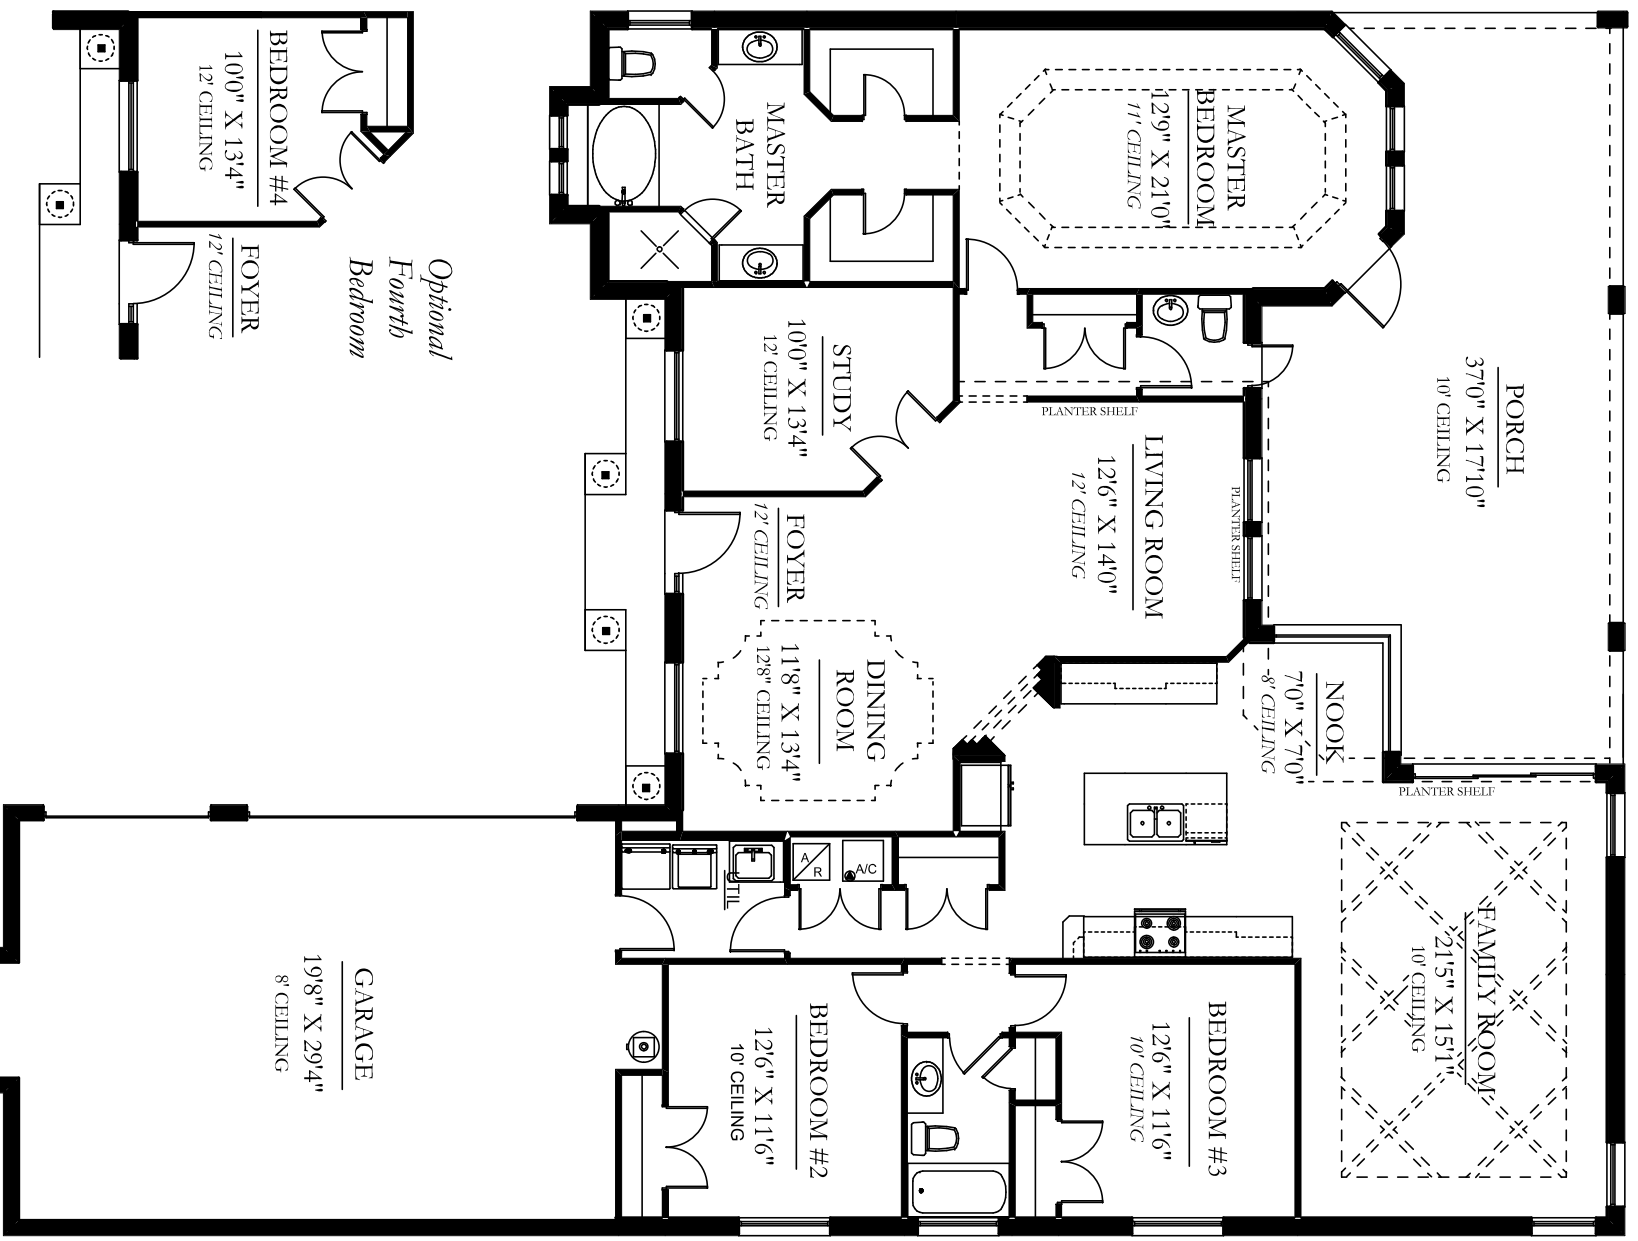 PORCH
37'0" X 17'10"
10' CEILING
MASTER
BEDROOM
12'9" X 21'0"
11' CEILING
MASTER
BATH
PLANTER SHELF
PLANTER SHELF
LIVING ROOM
12'6" X 14'0"
12' CEILING
STUDY
10'0" X 13'4"
12' CEILING
FOYER
12' CEILING
DINING
ROOM
11'8" X 13'4"
12'8" CEILING
NOOK
7'0" X 7'0"
8' CEILING
PLANTER SHELF
FAMILY ROOM
21'5" X 15'1"
10' CEILING
A/C
A
R
BEDROOM #3
12'6" X 11'6"
10' CEILING
BEDROOM #2
12'6" X 11'6"
10' CEILING
GARAGE
19'8" X 29'4"
8' CEILING
Optional
Fourth
Bedroom
BEDROOM #4
10'0" X 13'4"
12' CEILING
FOYER
12' CEILING